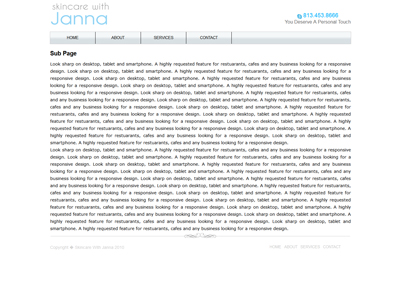 skincare with
Janna
813.453.8668
You Deserve A Personal Touch
HOME ABOUT SERVICES CONTACT
Sub Page
Look sharp on desktop, tablet and smartphone. A highly requested feature for restuarants, cafes and any business looking for a responsive
design. Look sharp on desktop, tablet and smartphone. A highly requested feature for restuarants, cafes and any business looking for a
responsive design. Look sharp on desktop, tablet and smartphone. A highly requested feature for restuarants, cafes and any business
looking for a responsive design. Look sharp on desktop, tablet and smartphone. A highly requested feature for restuarants, cafes and any
business looking for a responsive design. Look sharp on desktop, tablet and smartphone. A highly requested feature for restuarants, cafes
and any business looking for a responsive design. Look sharp on desktop, tablet and smartphone. A highly requested feature for
restuarants, cafes and any business looking for a responsive design. Look sharp on desktop, tablet and smartphone. A highly requested
feature for restuarants, cafes and any business looking for a responsive design. Look sharp on desktop, tablet and smartphone. A highly
requested feature for restuarants, cafes and any business looking for a responsive design. Look sharp on desktop, tablet and smartphone. A
highly requested feature for restuarants, cafes and any business looking for a responsive design. Look sharp on desktop, tablet and
smartphone. A highly requested feature for restuarants, cafes and any business looking for a responsive design.
Look sharp on desktop, tablet and smartphone. A highly requested feature for restuarants, cafes and any business looking for a responsive
design. Look sharp on desktop, tablet and smartphone. A highly requested feature for restuarants, cafes and any business looking for a
responsive design. Look sharp on desktop, tablet and smartphone. A highly requested feature for restuarants, cafes and any business
looking for a responsive design. Look sharp on desktop, tablet and smartphone. A highly requested feature for restuarants, cafes and any
business looking for a responsive design. Look sharp on desktop, tablet and smartphone. A highly requested feature for restuarants, cafes
and any business looking for a responsive design. Look sharp on desktop, tablet and smartphone. A highly requested feature for
restuarants, cafes and any business looking for a responsive design. Look sharp on desktop, tablet and smartphone. A highly requested
feature for restuarants, cafes and any business looking for a responsive design. Look sharp on desktop, tablet and smartphone. A highly
requested feature for restuarants, cafes and any business looking for a responsive design. Look sharp on desktop, tablet and smartphone.
A highly requested feature for restuarants, cafes and any business looking for a responsive design.
Copyright © Skincare With Janna HOME ABOUT SERVICES CONTACT